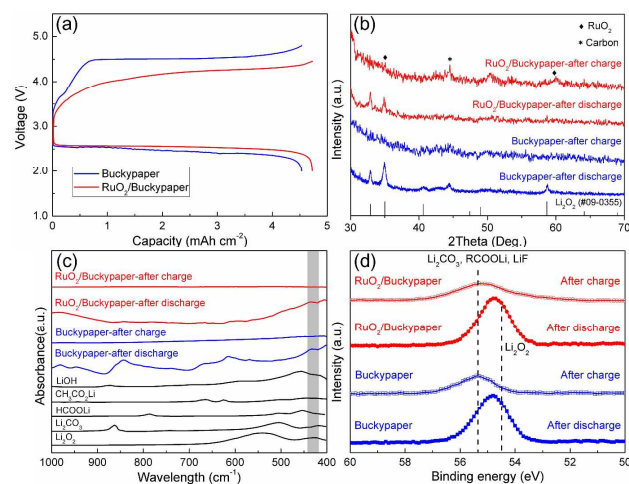 (a)
5.0
4.0
3.0
2.0
1.0
Voltage (V)
0 1 2 3 4 5
Capacity (mAh cm⁻²)
Buckypaper
RuO₂/Buckypaper
(b)
♦ RuO₂
* Carbon
RuO₂/Buckypaper-after charge
RuO₂/Buckypaper-after discharge
Buckypaper-after charge
Buckypaper-after discharge
Li₂O₂ (#09-0355)
Intensity (a.u.)
30 40 50 60 70
2Theta (Deg.)
(c)
RuO₂/Buckypaper-after charge
RuO₂/Buckypaper-after discharge
Buckypaper-after charge
Buckypaper-after discharge
LiOH
CH₃CO₂Li
HCOOLi
Li₂CO₃
Li₂O₂
Absorbance(a.u.)
1000 900 800 700 600 500 400
Wavelength (cm⁻¹)
Li₂CO₃, RCOOLi, LiF
(d)
RuO₂/Buckypaper After charge
RuO₂/Buckypaper After discharge
Li₂O₂
Buckypaper After charge
Buckypaper After discharge
Intensity (a.u.)
60 58 56 54 52 50
Binding energy (eV)